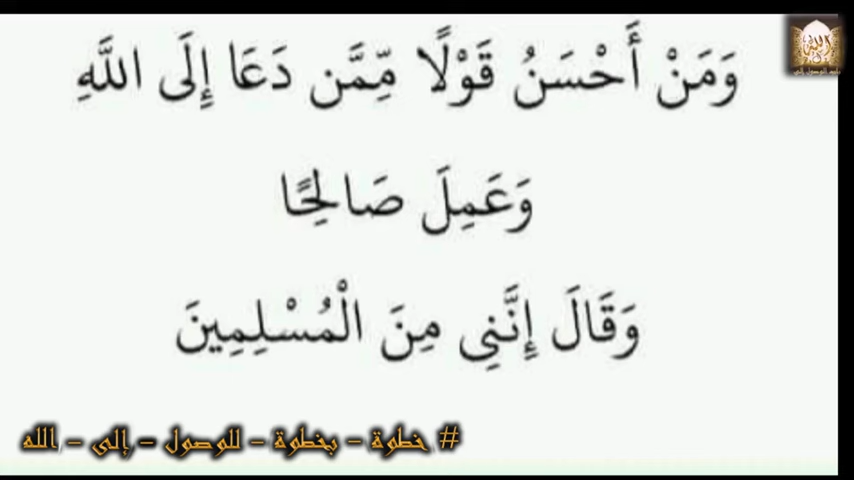 وَمَنْ أَحْسَنُ قَوْلًا مِّمَّن دَعَا إِلَى اللَّهِ
وَعَمِلَ صَالِحًا
وَقَالَ إِنَّنِي مِنَ الْمُسْلِمِينَ
# خطوة - بخطوة - للوصول - إلى - الله